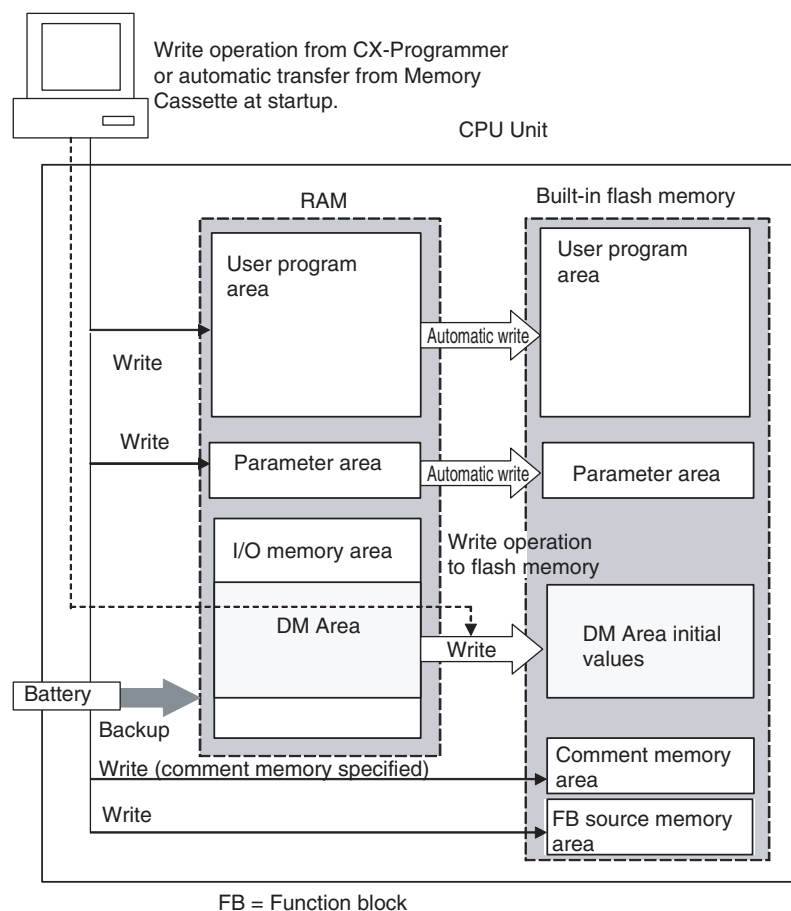 Write operation from CX-Programmer
or automatic transfer from Memory
Cassette at startup.
CPU Unit
RAM
Built-in flash memory
User program
area
User program
area
Automatic write
Write
Write
Parameter area
Automatic write
Parameter area
I/O memory area
Write operation
to flash memory
DM Area
Write
DM Area initial
values
Battery
Backup
Write (comment memory specified)
Comment memory
area
Write
FB source memory
area
FB = Function block